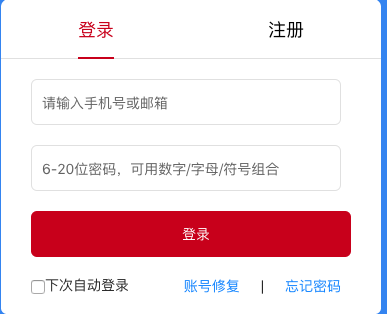 登录 注册
请输入手机号或邮箱
6-20位密码，可用数字/字母/符号组合
登录
下次自动登录 账号修复 | 忘记密码